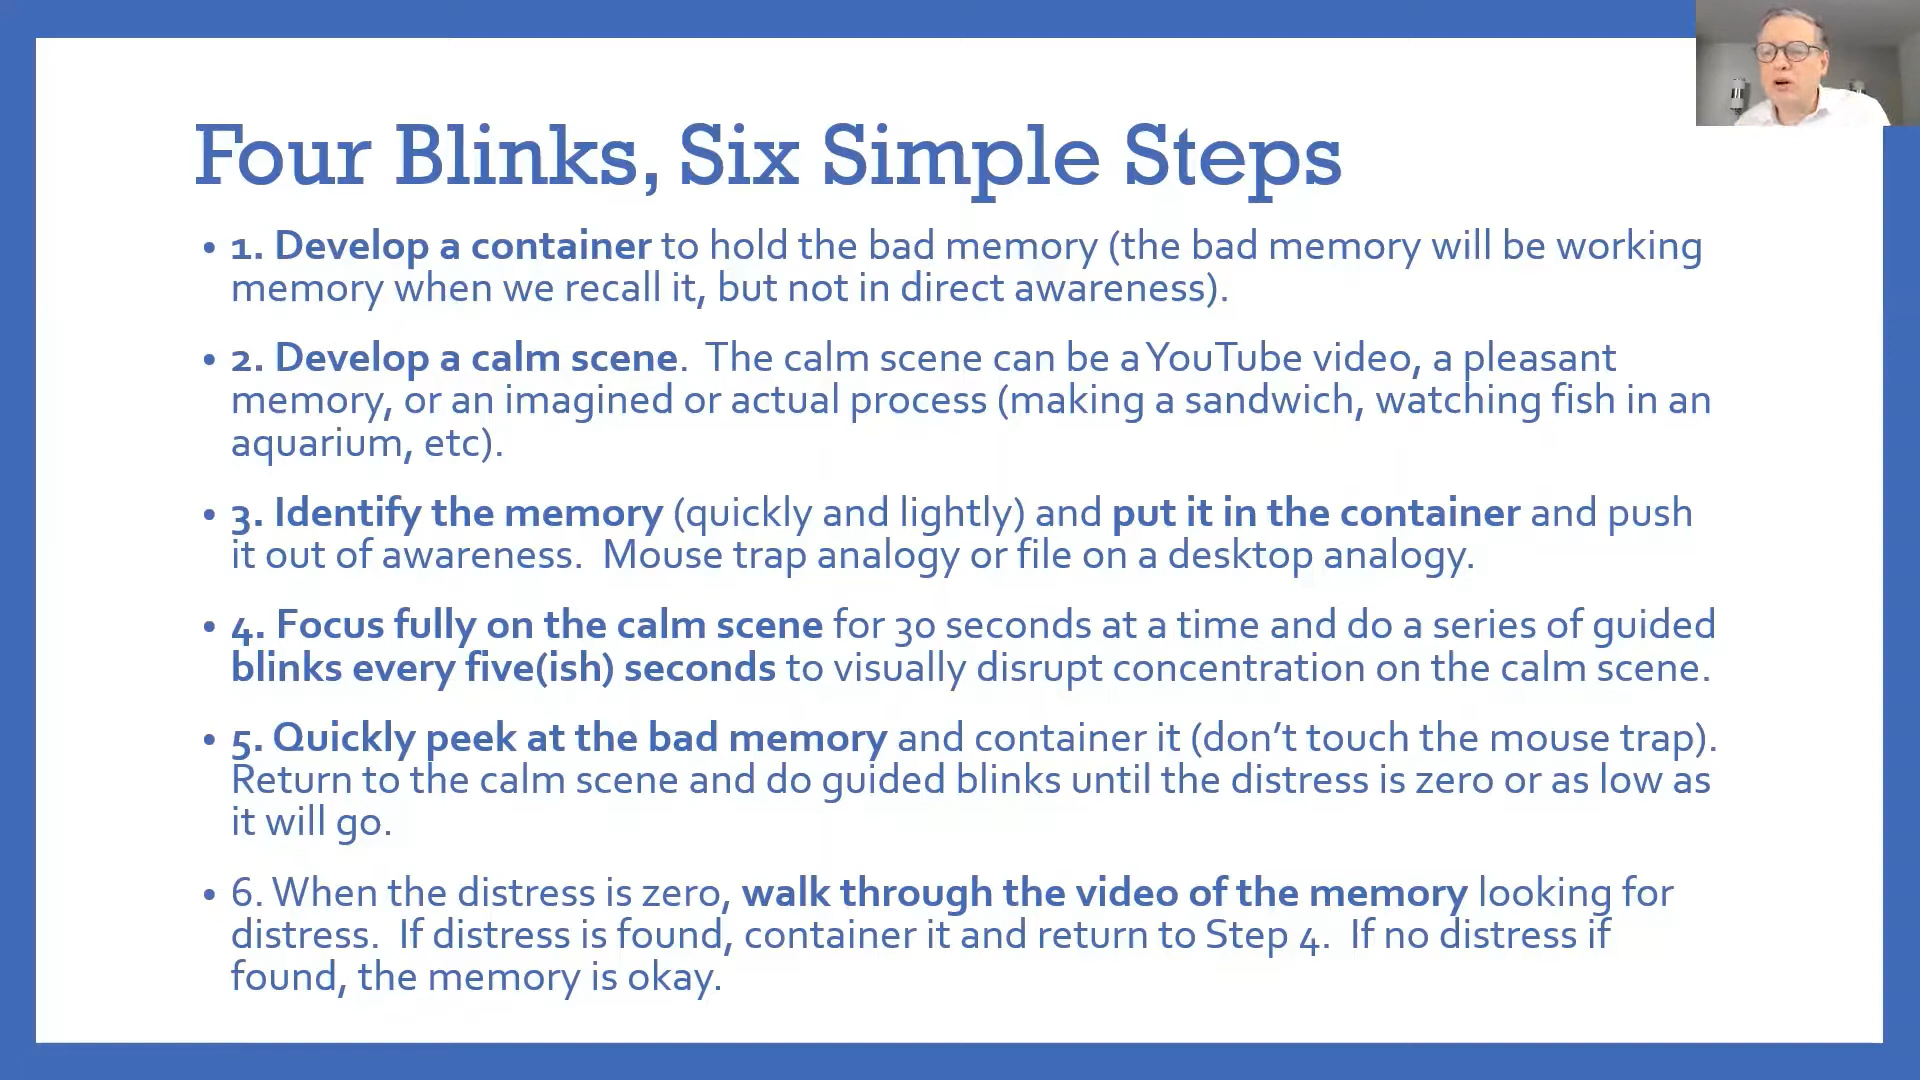 Four Blinks, Six Simple Steps
• 1. Develop a container to hold the bad memory (the bad memory will be working
memory when we recall it, but not in direct awareness).
• 2. Develop a calm scene.  The calm scene can be a YouTube video, a pleasant
memory, or an imagined or actual process (making a sandwich, watching fish in an
aquarium, etc).
• 3. Identify the memory (quickly and lightly) and put it in the container and push
it out of awareness.  Mouse trap analogy or file on a desktop analogy.
• 4. Focus fully on the calm scene for 30 seconds at a time and do a series of guided
blinks every five(ish) seconds to visually disrupt concentration on the calm scene.
• 5. Quickly peek at the bad memory and container it (don’t touch the mouse trap).
Return to the calm scene and do guided blinks until the distress is zero or as low as
it will go.
• 6. When the distress is zero, walk through the video of the memory looking for
distress.  If distress is found, container it and return to Step 4.  If no distress if
found, the memory is okay.